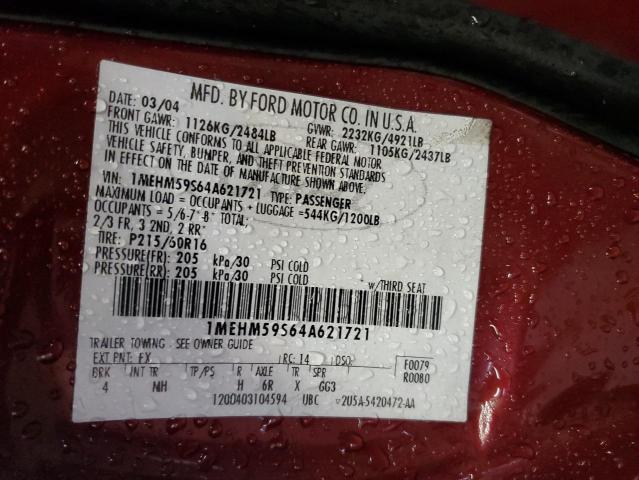 MFD. BY FORD MOTOR CO. IN U.S.A.
DATE: 03/04 GVWR: 2232KG/4921LB
FRONT GAWR: 1126KG/2484LB 1105KG/2437LB
THIS VEHICLE CONFORMS TO ALL APPLICABLE FEDERAL MOTOR
VEHICLE SAFETY, BUMPER, AND THEFT PREVENTION STANDARDS
IN EFFECT ON THE DATE OF MANUFACTURE SHOWN ABOVE.
VIN: 1MEHM59S64A621721 TYPE: PASSENGER
MAXIMUM LOAD = OCCUPANTS + LUGGAGE = 544KG/1200LB
OCCUPANTS = 5/6-7*-8* TOTAL:
2/3 FR, 3 2ND, 2 RR*
TIRE: P215/60R16
PRESSURE(FR): 205 kPa/30 PSI COLD
PRESSURE(RR): 205 kPa/30 PSI COLD * w/THIRD SEAT
1MEHM59S64A621721
TRAILER TOWING - SEE OWNER GUIDE
EXT PNT: FX RC: 14 DSO: F0079
BRK INT TR TP/PS R AXLE TR SPR R0080
4 NH H 6R X GG3
1200403104594 UBC 2U5A-5420472-AA